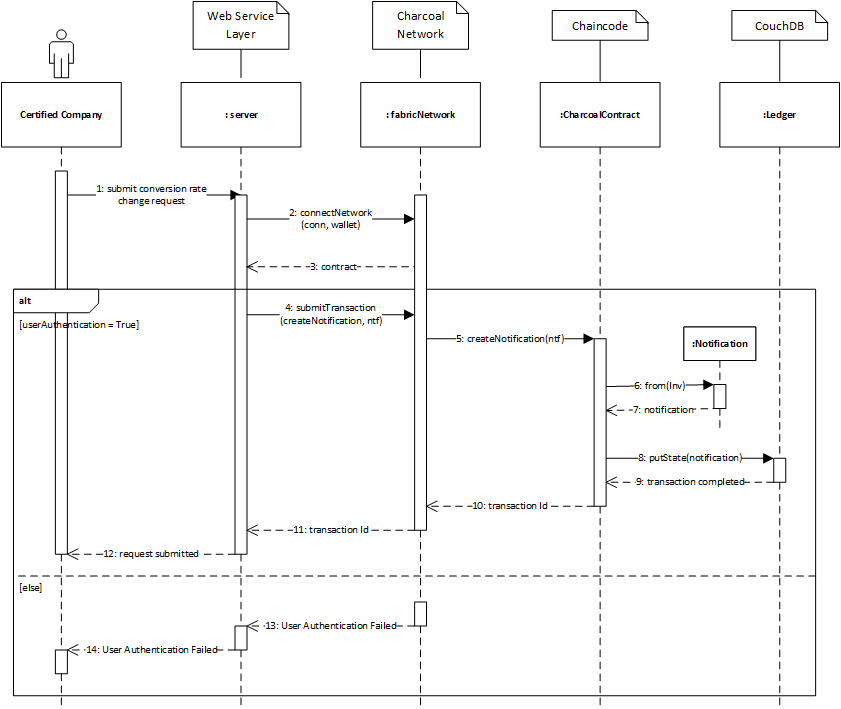 Web Service
Layer
Charcoal
Network
Chaincode
CouchDB
Certified Company
: server
: fabricNetwork
:CharcoalContract
:Ledger
1: submit conversion rate
change request
2: connectNetwork
(conn, wallet)
3: contract
alt
[userAuthentication = True]
4: submitTransaction
(createNotification, ntf)
5: createNotification(ntf)
:Notification
6: from(Inv)
7: notification
8: putState(notification)
9: transaction completed
10: transaction Id
11: transaction Id
12: request submitted
[else]
13: User Authentication Failed
14: User Authentication Failed